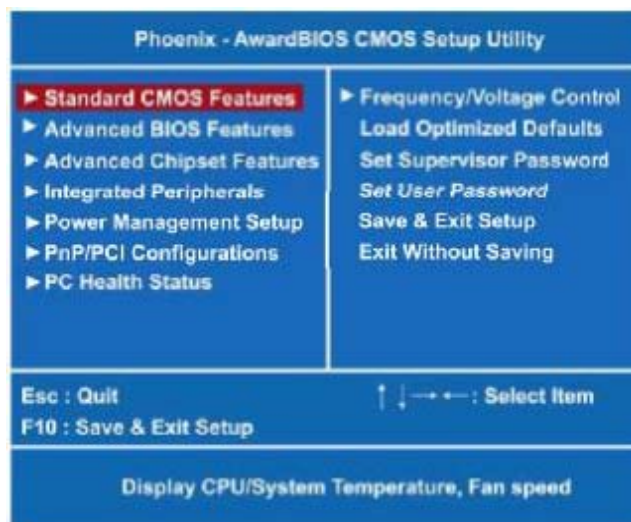 Phoenix - AwardBIOS CMOS Setup Utility
► Standard CMOS Features
► Advanced BIOS Features
► Advanced Chipset Features
► Integrated Peripherals
► Power Management Setup
► PnP/PCI Configurations
► PC Health Status
► Frequency/Voltage Control
Load Optimized Defaults
Set Supervisor Password
Set User Password
Save & Exit Setup
Exit Without Saving
Esc : Quit
↑ ↓ → ← : Select Item
F10 : Save & Exit Setup
Display CPU/System Temperature, Fan speed